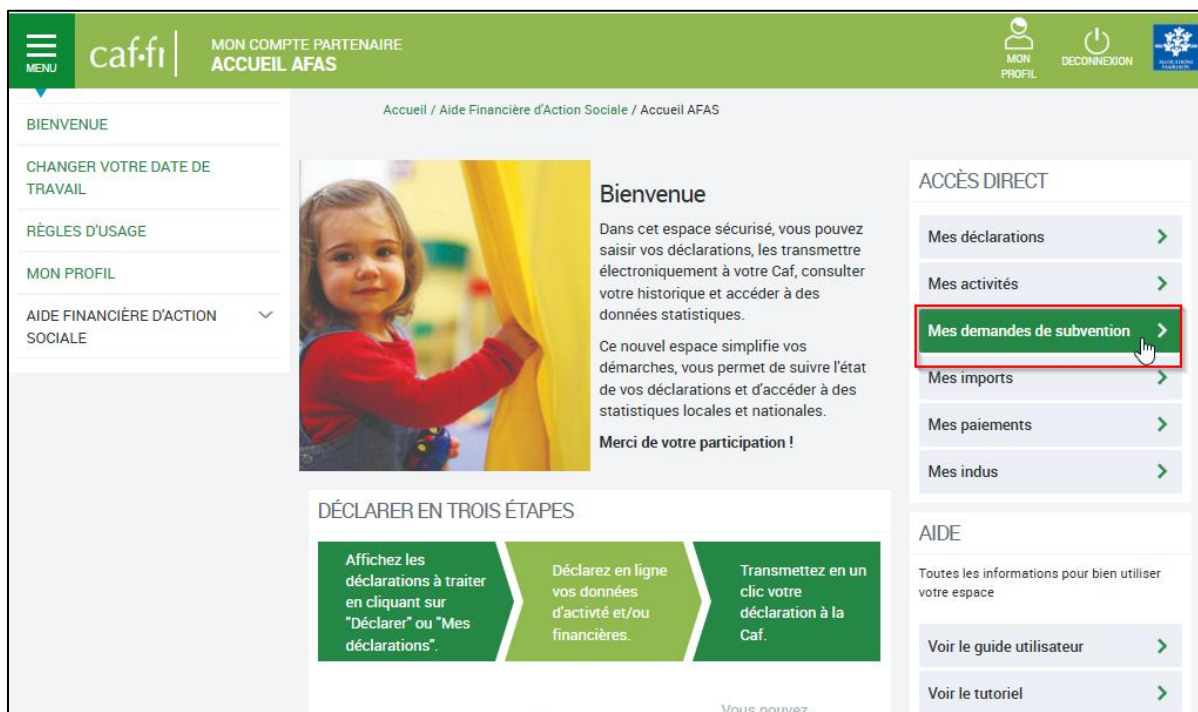 MENU
caf·fr
MON COMPTE PARTENAIRE
ACCUEIL AFAS
MON
PROFIL
DECONNEXION
ALLOCATIONS
FAMILIALES
BIENVENUE
CHANGER VOTRE DATE DE
TRAVAIL
RÈGLES D'USAGE
MON PROFIL
AIDE FINANCIÈRE D'ACTION
SOCIALE
Accueil / Aide Financière d'Action Sociale / Accueil AFAS
Bienvenue
Dans cet espace sécurisé, vous pouvez
saisir vos déclarations, les transmettre
électroniquement à votre Caf, consulter
votre historique et accéder à des
données statistiques.
Ce nouvel espace simplifie vos
démarches, vous permet de suivre l'état
de vos déclarations et d'accéder à des
statistiques locales et nationales.
Merci de votre participation !
DÉCLARER EN TROIS ÉTAPES
Affichez les
déclarations à traiter
en cliquant sur
"Déclarer" ou "Mes
déclarations".
Déclarez en ligne
vos données
d'activté et/ou
financières.
Transmettez en un
clic votre
déclaration à la
Caf.
Vous pouvez
ACCÈS DIRECT
Mes déclarations
Mes activités
Mes demandes de subvention
Mes imports
Mes paiements
Mes indus
AIDE
Toutes les informations pour bien utiliser
votre espace
Voir le guide utilisateur
Voir le tutoriel